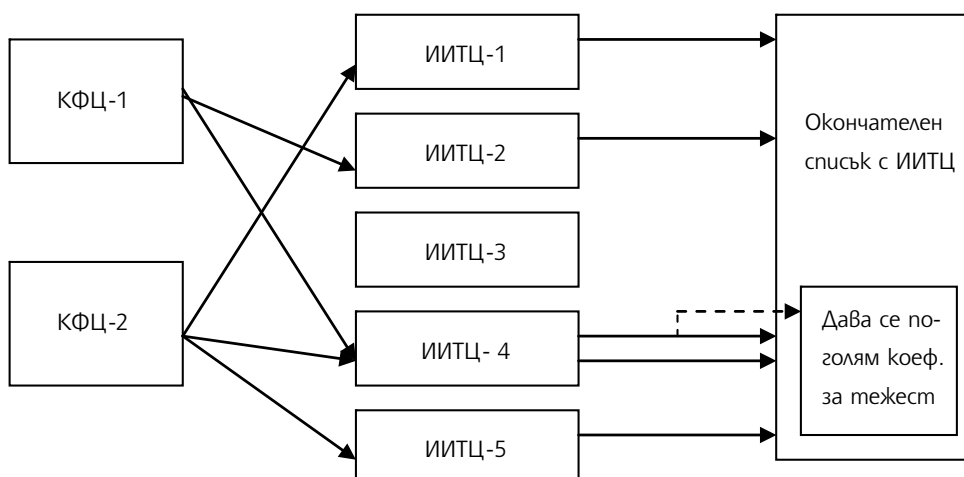 КФЦ-1
КФЦ-2
ИИТЦ-1
ИИТЦ-2
ИИТЦ-3
ИИТЦ- 4
ИИТЦ-5
Окончателен
списък с ИИТЦ
Дава се по-
голям коеф.
за тежест